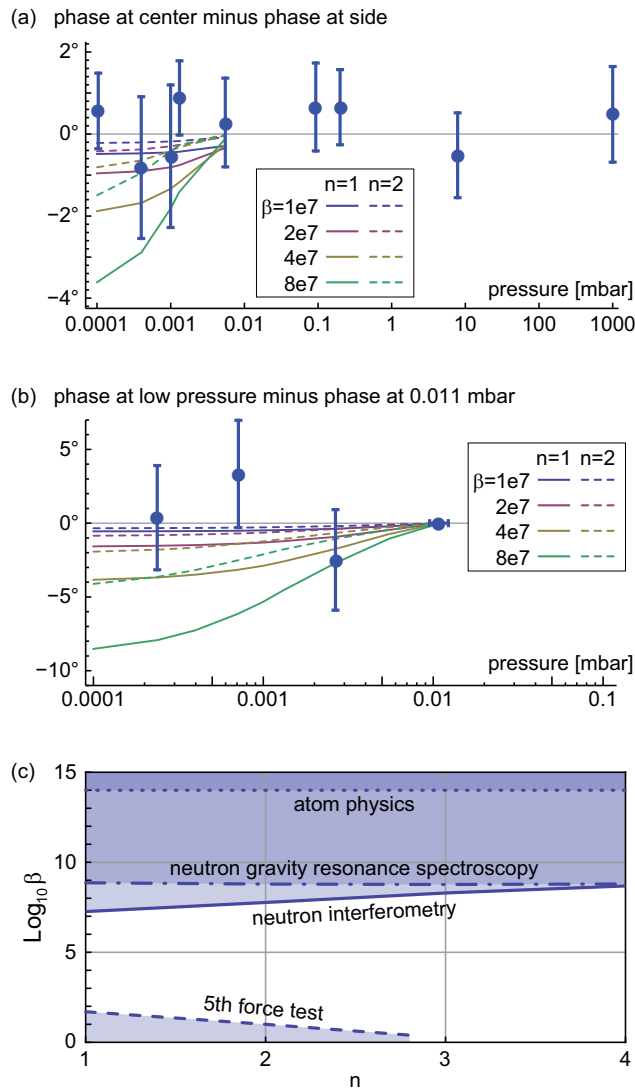 (a) phase at center minus phase at side
2°
0°
−2°
−4°
n=1 n=2
β=1e7
2e7
4e7
8e7
pressure [mbar]
0.0001 0.001 0.01 0.1 1 10 100 1000
(b) phase at low pressure minus phase at 0.011 mbar
5°
0°
−5°
−10°
n=1 n=2
β=1e7
2e7
4e7
8e7
pressure [mbar]
0.0001 0.001 0.01 0.1
(c)
15
10
5
0
Log10 β
atom physics
neutron gravity resonance spectroscopy
neutron interferometry
5th force test
1 2 3 4
n